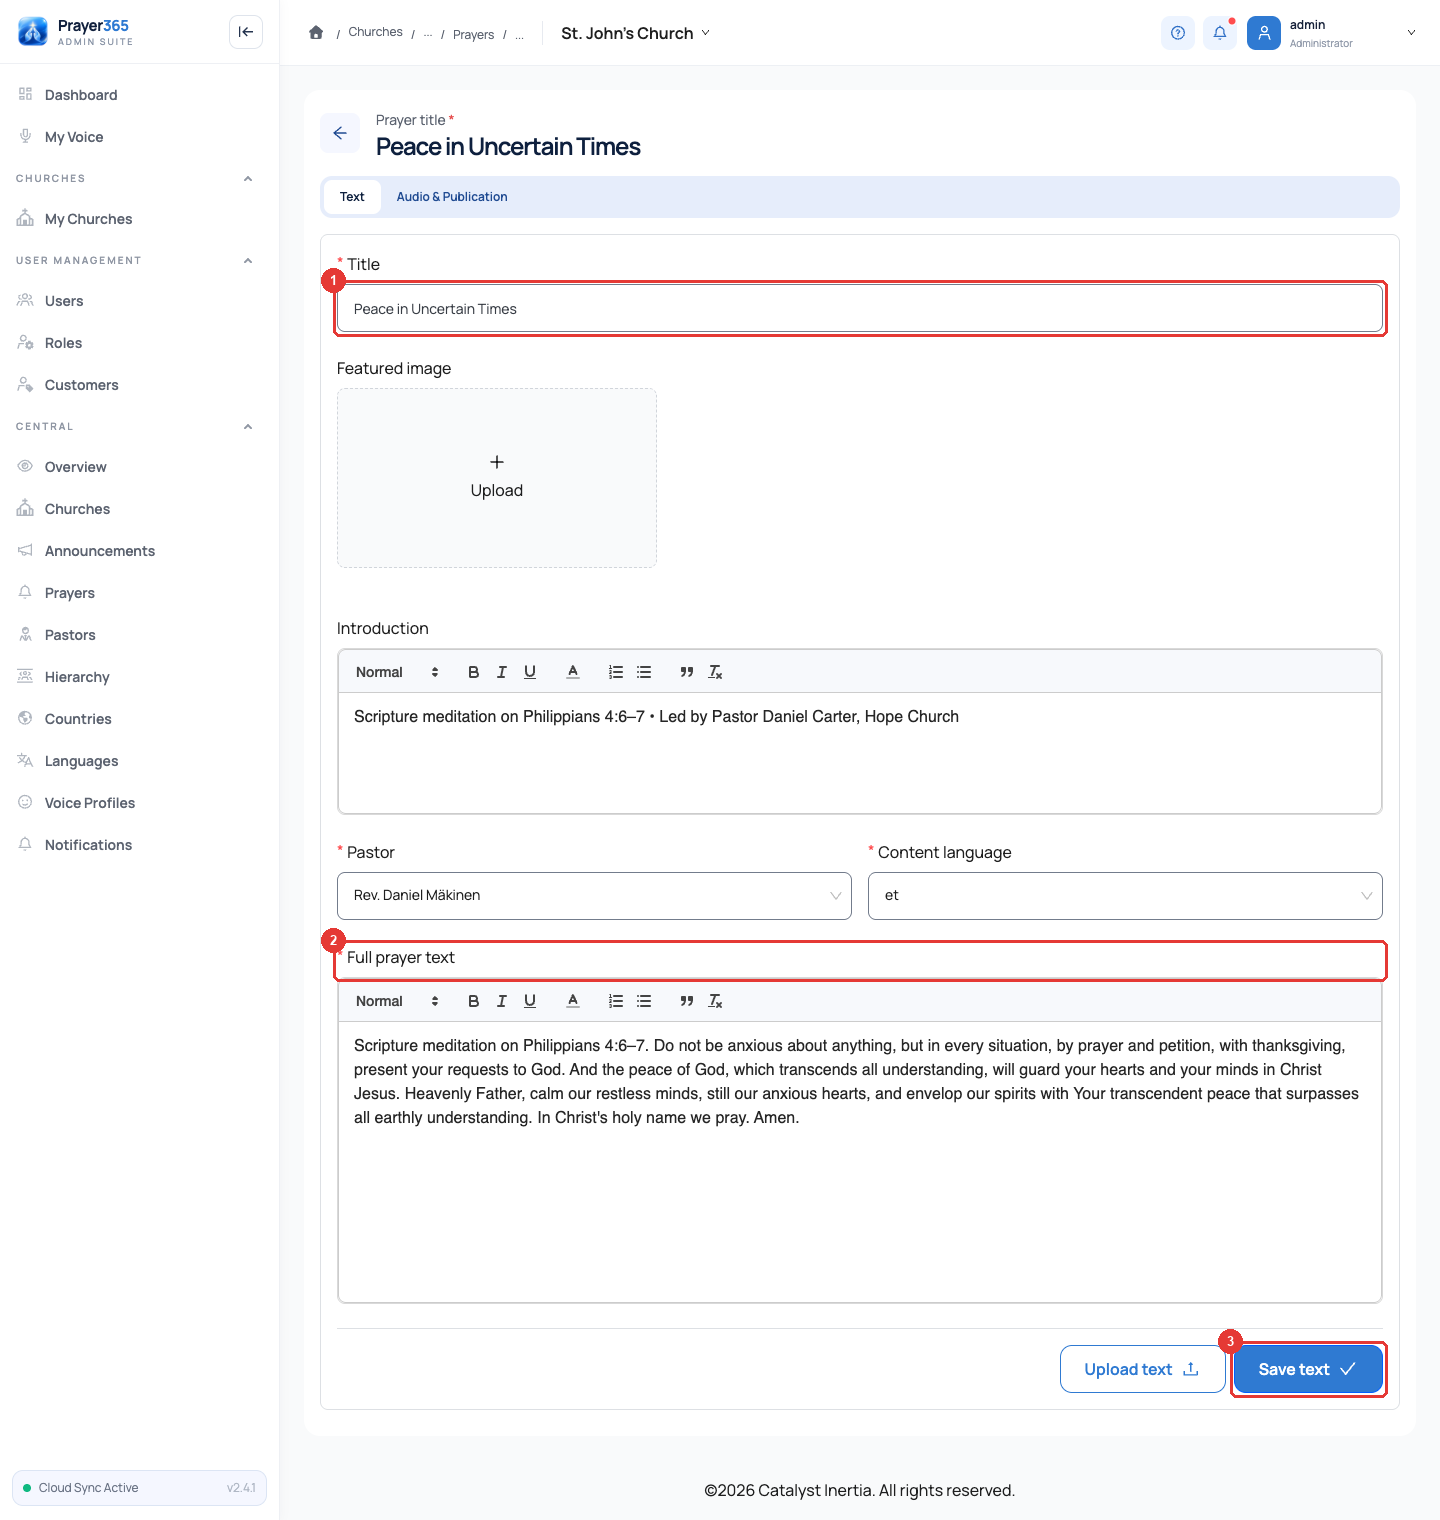 Prayer365
ADMIN SUITE
Dashboard
My Voice
CHURCHES
My Churches
USER MANAGEMENT
Users
Roles
Customers
CENTRAL
Overview
Churches
Announcements
Prayers
Pastors
Hierarchy
Countries
Languages
Voice Profiles
Notifications
Cloud Sync Active v2.4.1
/ Churches / ... / Prayers / ... St. John's Church
admin
Administrator
Prayer title *
Peace in Uncertain Times
Text Audio & Publication
* Title
1
Peace in Uncertain Times
Featured image
+
Upload
Introduction
Normal B I U A
Scripture meditation on Philippians 4:6–7 • Led by Pastor Daniel Carter, Hope Church
* Pastor * Content language
Rev. Daniel Mäkinen et
2
* Full prayer text
Normal B I U A
Scripture meditation on Philippians 4:6–7. Do not be anxious about anything, but in every situation, by prayer and petition, with thanksgiving,
present your requests to God. And the peace of God, which transcends all understanding, will guard your hearts and your minds in Christ
Jesus. Heavenly Father, calm our restless minds, still our anxious hearts, and envelop our spirits with Your transcendent peace that surpasses
all earthly understanding. In Christ's holy name we pray. Amen.
3
Upload text Save text
©2026 Catalyst Inertia. All rights reserved.